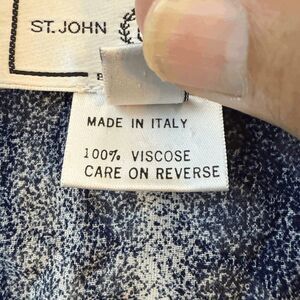 ST. JOHN
MADE IN ITALY
100% VISCOSE
CARE ON REVERSE